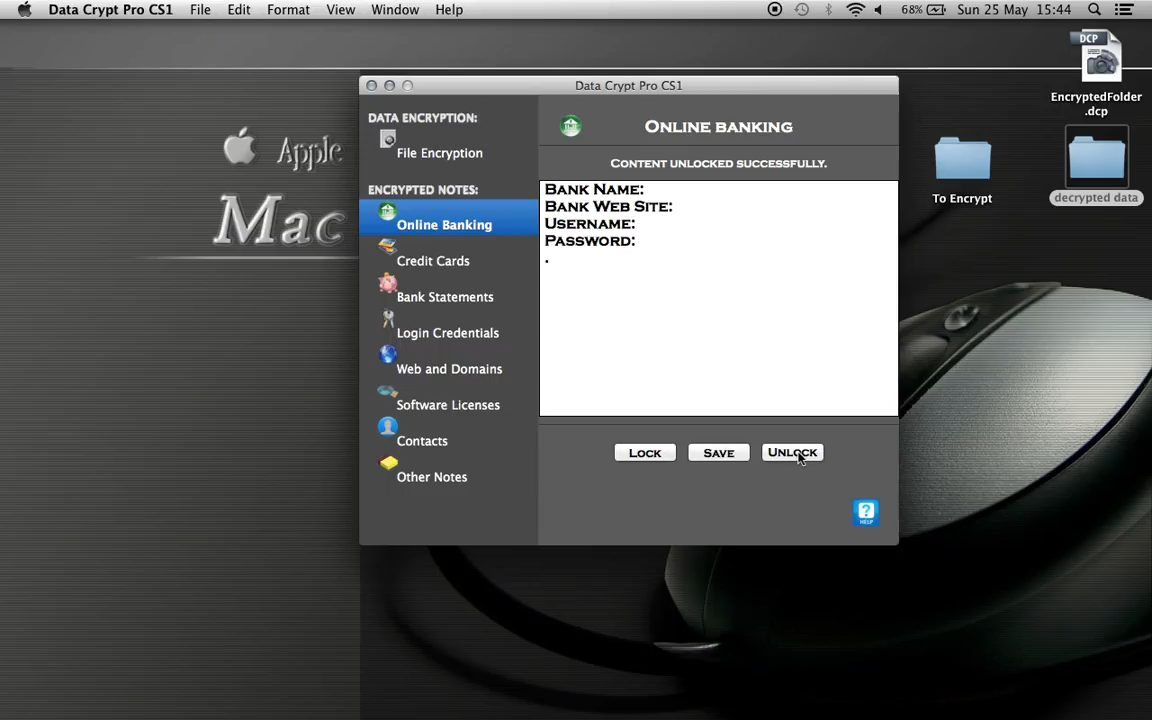 Data Crypt Pro CS1 File Edit Format View Window Help 68% Sun 25 May 15:44
DCP
EncryptedFolder
.dcp
To Encrypt
decrypted data
Apple
Mac
Data Crypt Pro CS1
DATA ENCRYPTION:
File Encryption
ENCRYPTED NOTES:
Online Banking
Credit Cards
Bank Statements
Login Credentials
Web and Domains
Software Licenses
Contacts
Other Notes
ONLINE BANKING
CONTENT UNLOCKED SUCCESSFULLY.
BANK NAME:
BANK WEB SITE:
USERNAME:
PASSWORD:
.
LOCK SAVE UNLOCK
?
HELP